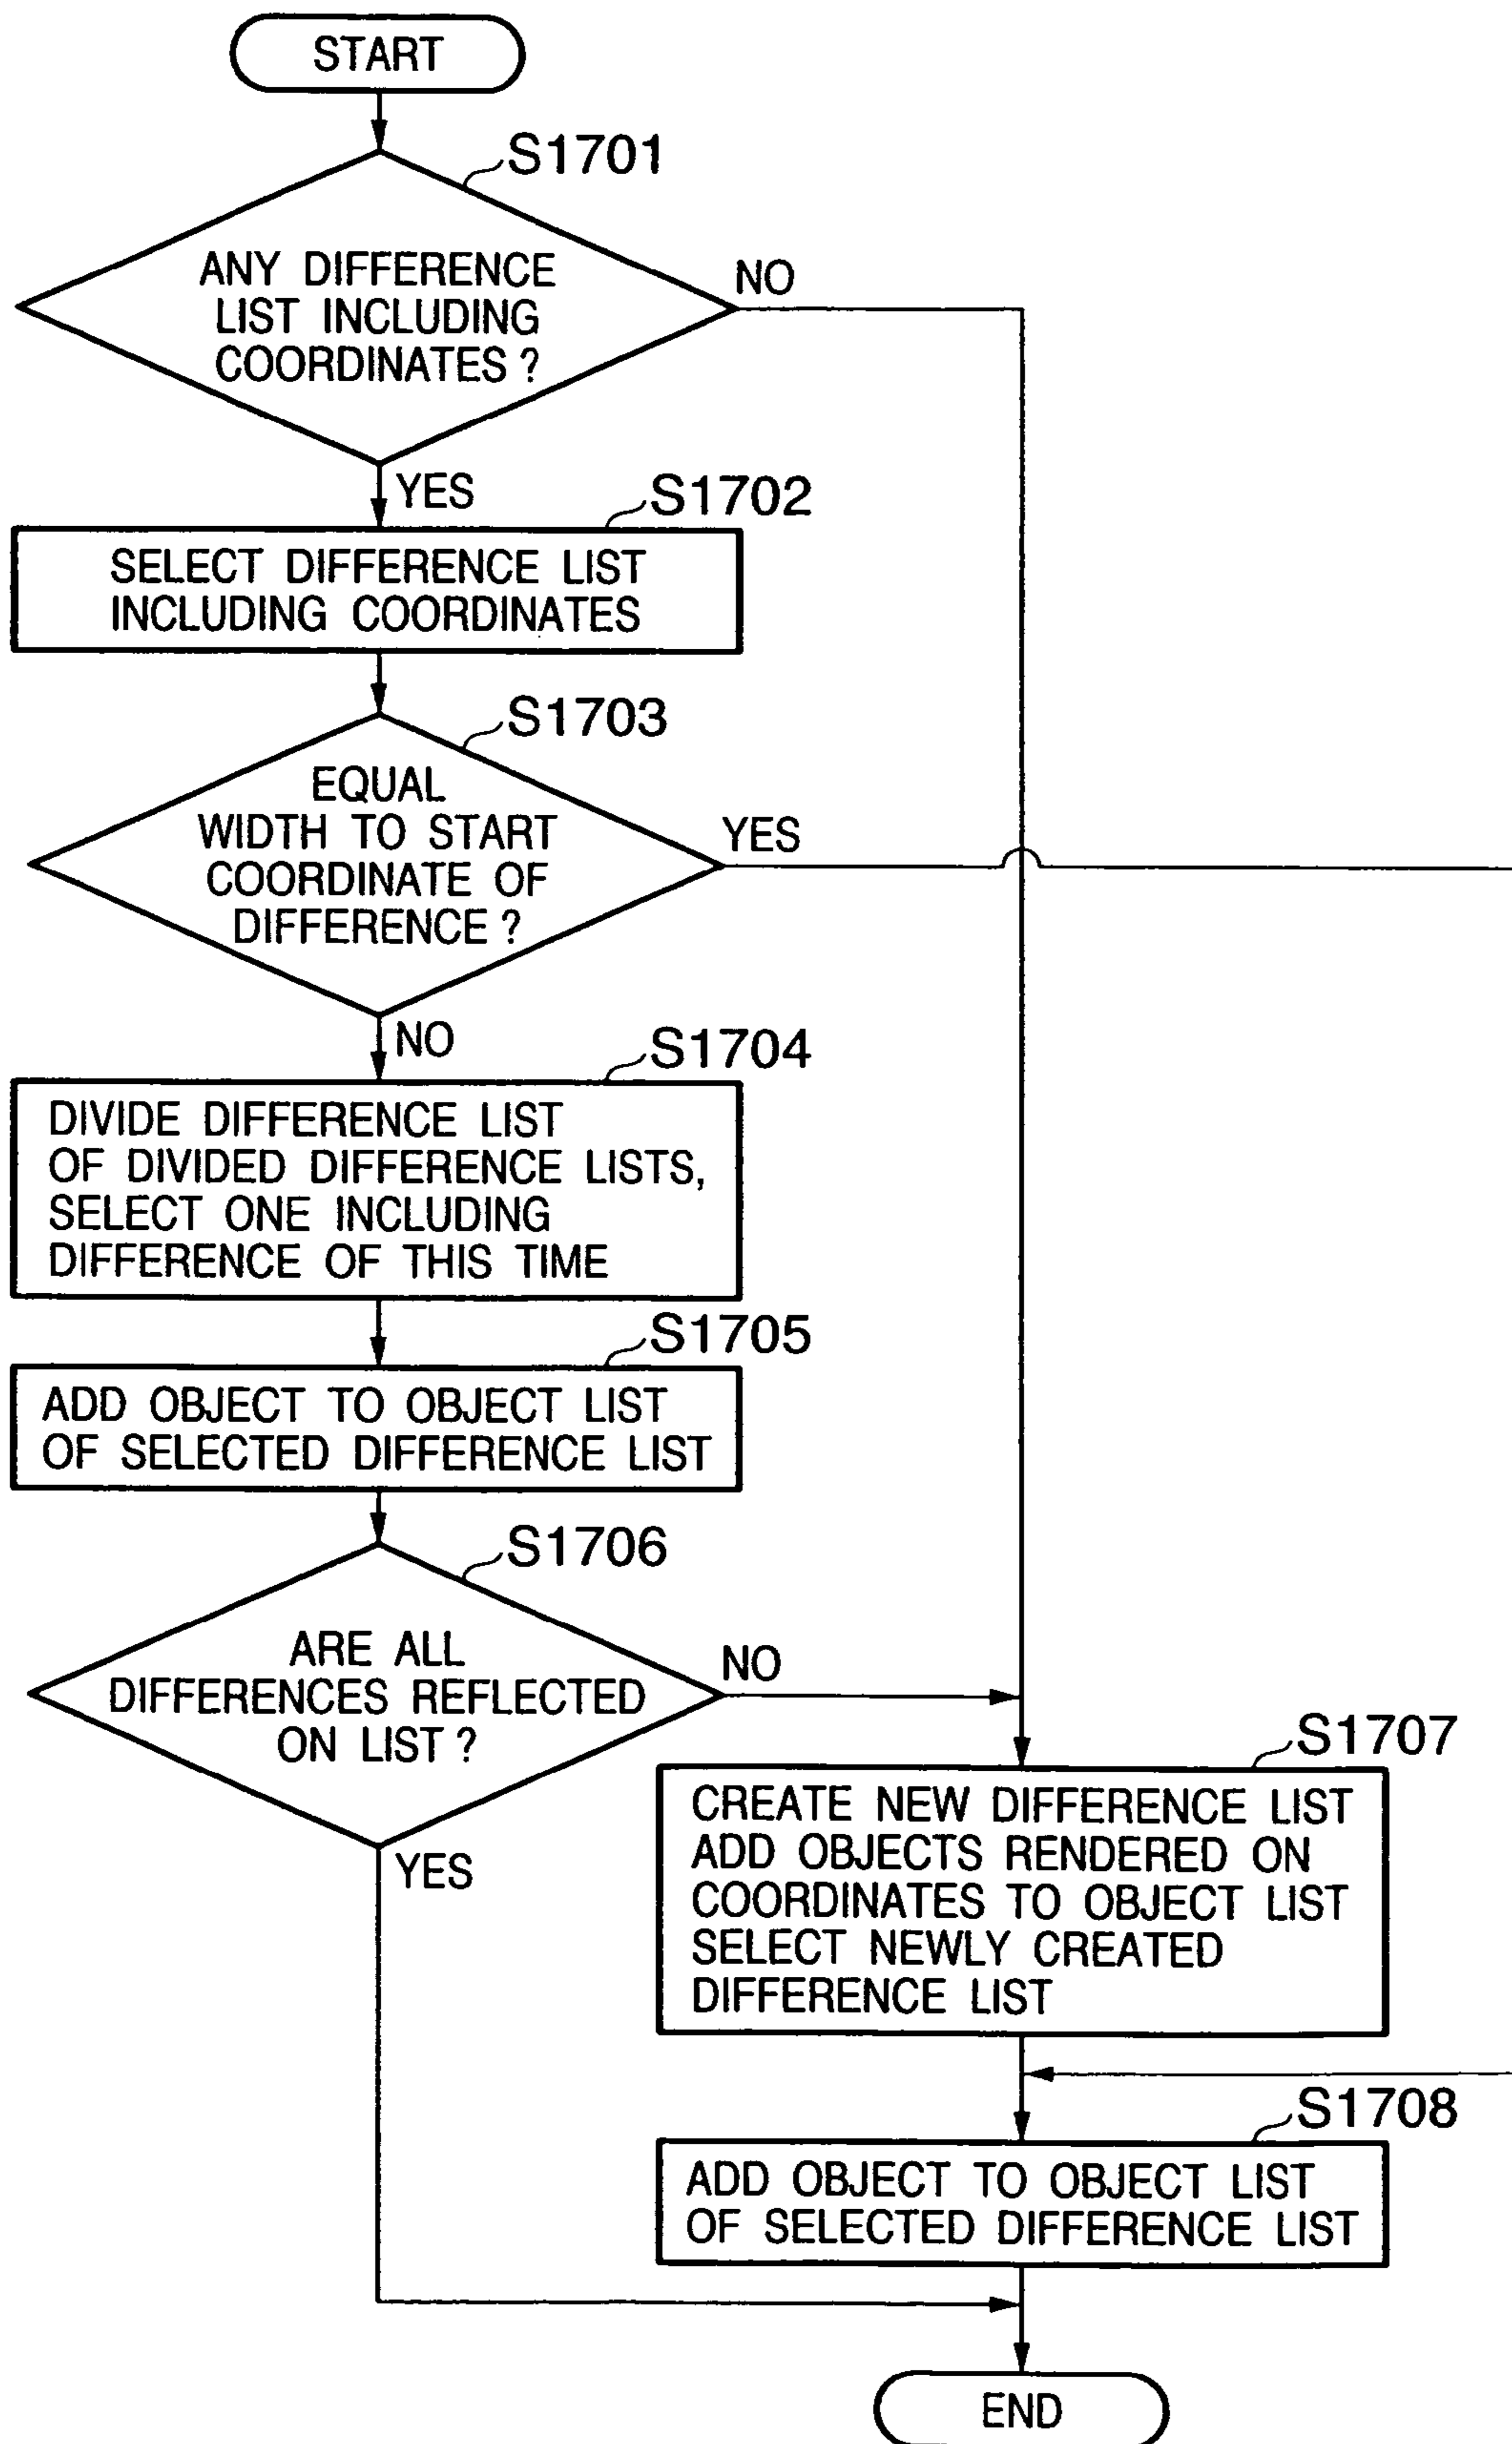 START
S1701
ANY DIFFERENCE
LIST INCLUDING
COORDINATES ?
NO
YES
S1702
SELECT DIFFERENCE LIST
INCLUDING COORDINATES
S1703
EQUAL
WIDTH TO START
COORDINATE OF
DIFFERENCE ?
YES
NO
S1704
DIVIDE DIFFERENCE LIST
OF DIVIDED DIFFERENCE LISTS,
SELECT ONE INCLUDING
DIFFERENCE OF THIS TIME
S1705
ADD OBJECT TO OBJECT LIST
OF SELECTED DIFFERENCE LIST
S1706
ARE ALL
DIFFERENCES REFLECTED
ON LIST ?
NO
YES
S1707
CREATE NEW DIFFERENCE LIST
ADD OBJECTS RENDERED ON
COORDINATES TO OBJECT LIST
SELECT NEWLY CREATED
DIFFERENCE LIST
S1708
ADD OBJECT TO OBJECT LIST
OF SELECTED DIFFERENCE LIST
END